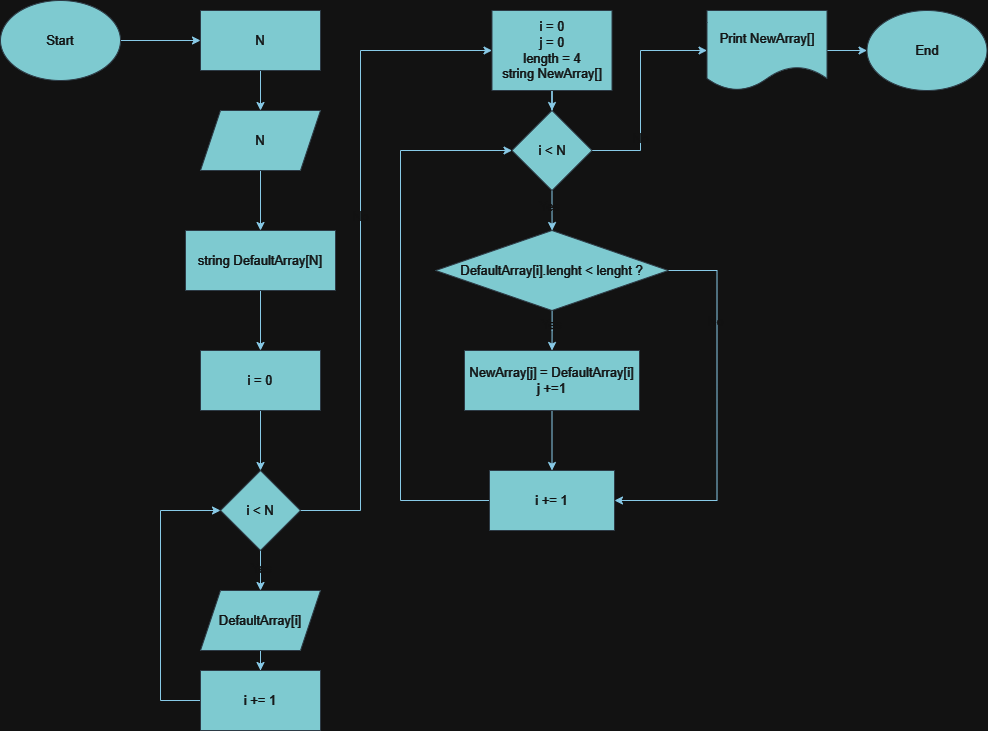 Start
N
N
string DefaultArray[N]
i = 0
i < N
DefaultArray[i]
i += 1
i = 0
j = 0
length = 4
string NewArray[]
i < N
DefaultArray[i].lenght < lenght ?
NewArray[j] = DefaultArray[i]
j +=1
i += 1
Print NewArray[]
End